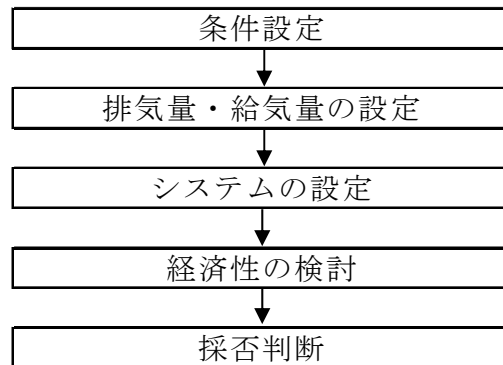 条件設定
排気量・給気量の設定
システムの設定
経済性の検討
採否判断